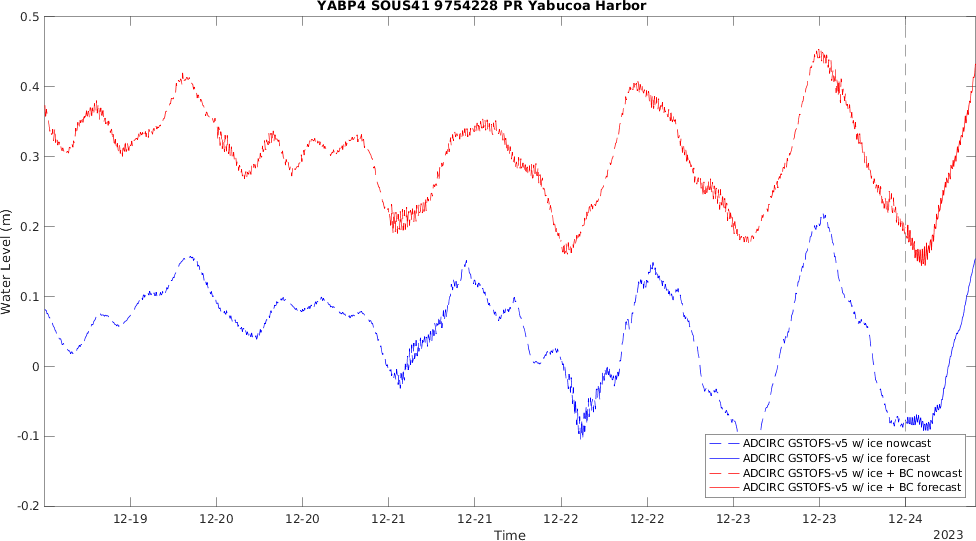 YABP4 SOUS41 9754228 PR Yabucoa Harbor
0.5
0.4
0.3
0.2
0.1
0
-0.1
-0.2
Water Level (m)
12-19
12-20
12-20
12-21
12-21
12-22
12-22
12-23
12-23
12-24
Time
2023
ADCIRC GSTOFS-v5 w/ ice nowcast
ADCIRC GSTOFS-v5 w/ ice forecast
ADCIRC GSTOFS-v5 w/ ice + BC nowcast
ADCIRC GSTOFS-v5 w/ ice + BC forecast